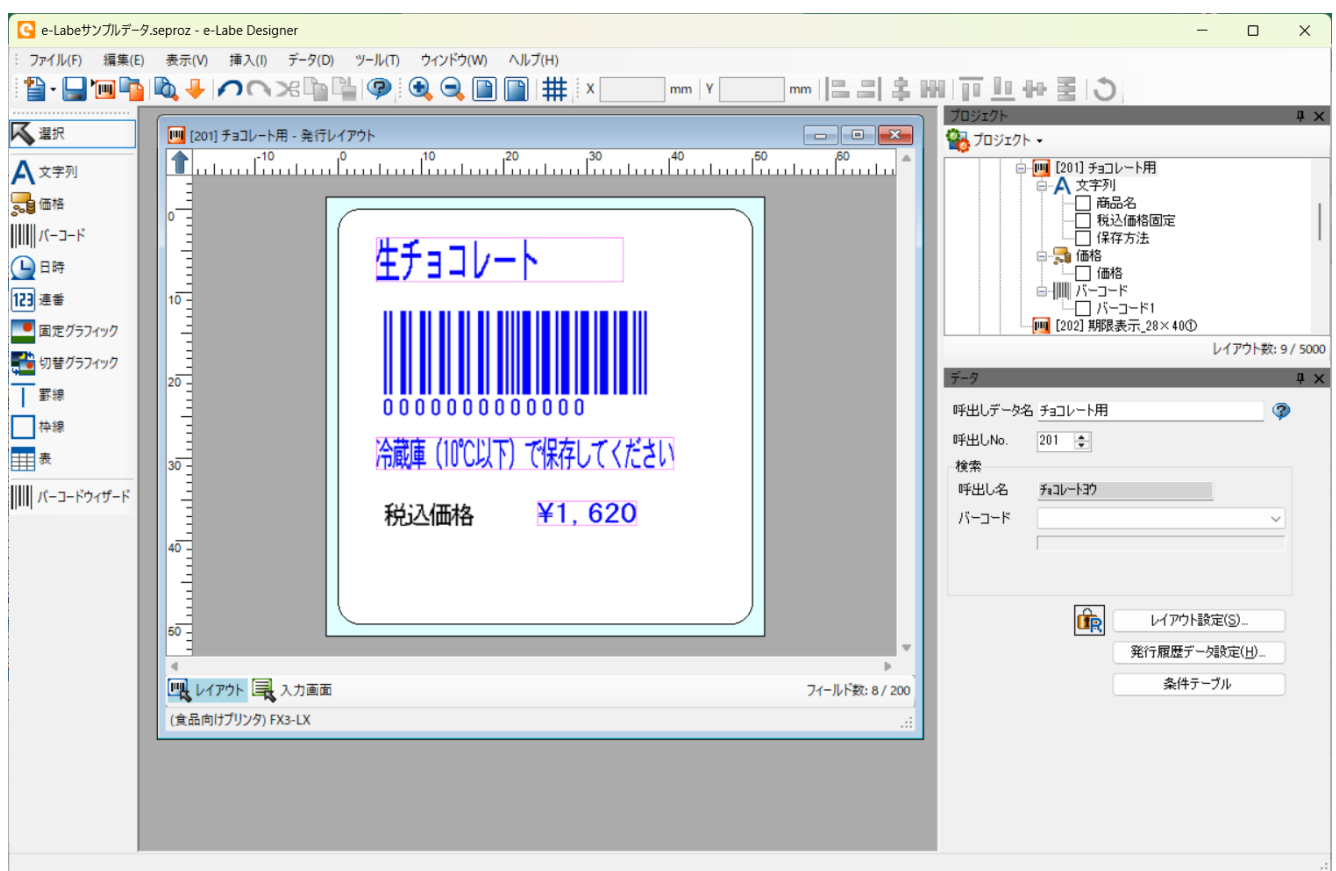 e-Labeサンプルデータ.seproz - e-Labe Designer
ファイル(F) 編集(E) 表示(V) 挿入(I) データ(D) ツール(T) ウィンドウ(W) ヘルプ(H)
X mm Y mm
選択
文字列
価格
バーコード
日時
123 連番
固定グラフィック
切替グラフィック
罫線
枠線
表
バーコードウィザード
[201] チョコレート用 - 発行レイアウト
-10 0 10 20 30 40 50 60
0
10
20
30
40
50
生チョコレート
0000000000000
冷蔵庫（10℃以下）で保存してください
税込価格 ¥1, 620
レイアウト 入力画面 フィールド数: 8 / 200
(食品向けプリンタ) FX3-LX
プロジェクト
プロジェクト
[201] チョコレート用
文字列
商品名
税込価格固定
保存方法
価格
価格
バーコード
バーコード1
[202] 期限表示_28×40①
レイアウト数: 9 / 5000
データ
呼出しデータ名 チョコレート用
呼出しNo. 201
検索
呼出し名 ﾁｮｺﾚｰﾄﾖｳ
バーコード
レイアウト設定(S)...
発行履歴データ設定(H)...
条件テーブル